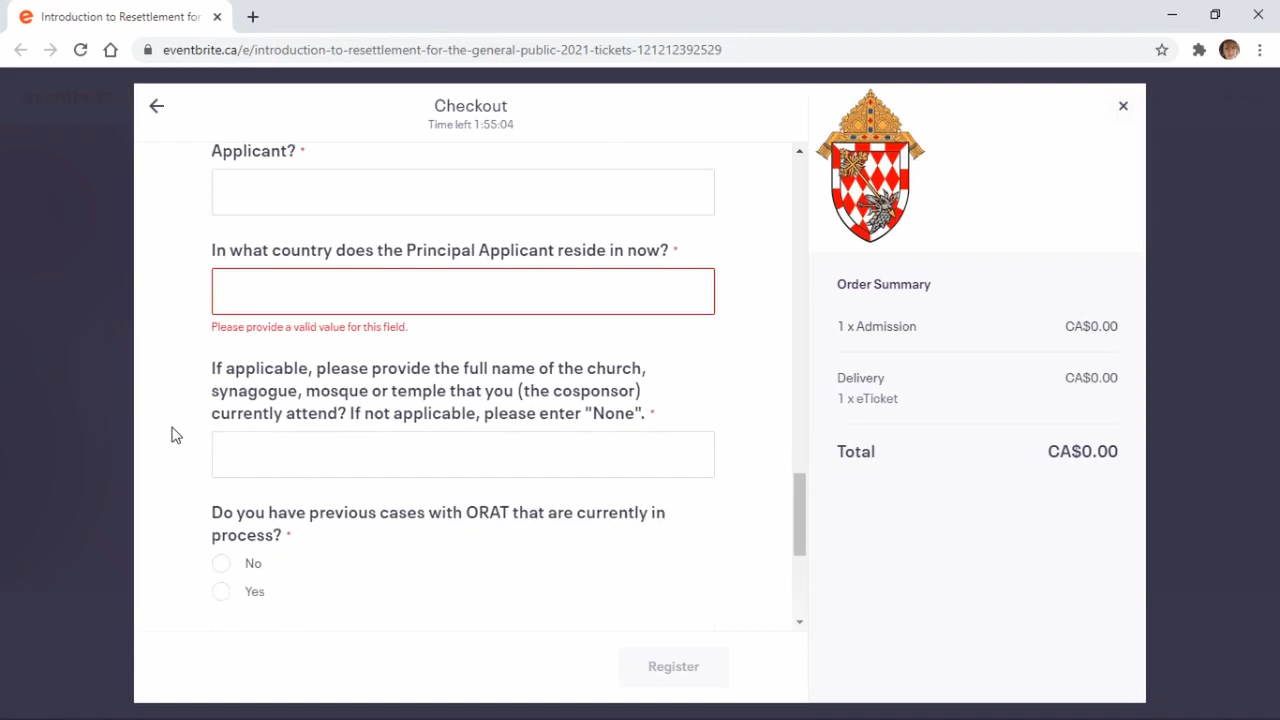 Introduction to Resettlement for
eventbrite.ca/e/introduction-to-resettlement-for-the-general-public-2021-tickets-121212392529
Checkout
Time left 1:55:04
Applicant? *
In what country does the Principal Applicant reside in now? *
Please provide a valid value for this field.
If applicable, please provide the full name of the church,
synagogue, mosque or temple that you (the cosponsor)
currently attend? If not applicable, please enter "None". *
Do you have previous cases with ORAT that are currently in
process? *
No
Yes
Register
Order Summary
1 x Admission CA$0.00
Delivery CA$0.00
1 x eTicket
Total CA$0.00